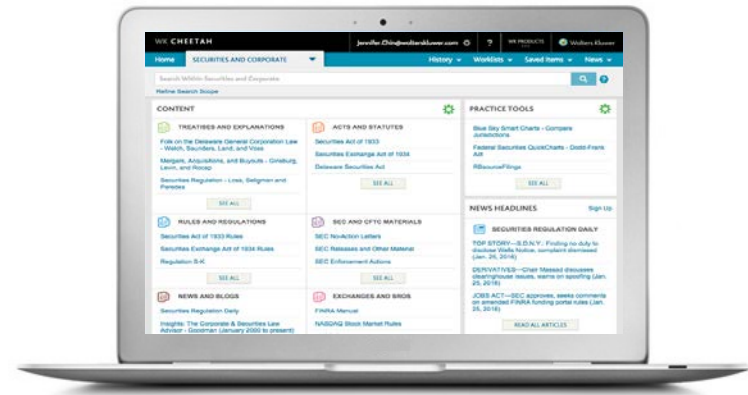 WK CHEETAH
Jennifer.Chin@wolterskluwer.com
?
WK PRODUCTS
Wolters Kluwer
Home
SECURITIES AND CORPORATE
History
Worklists
Saved Items
News
Search Within Securities and Corporate
?
Refine Search Scope
CONTENT
TREATISES AND EXPLANATIONS
Folk on the Delaware General Corporation Law
- Welch, Saunders, Land, and Voss
Mergers, Acquisitions, and Buyouts - Ginsburg,
Levin, and Rocap
Securities Regulation - Loss, Seligman and
Paredes
SEE ALL
ACTS AND STATUTES
Securities Act of 1933
Securities Exchange Act of 1934
Delaware Securities Act
SEE ALL
RULES AND REGULATIONS
Securities Act of 1933 Rules
Securities Exchange Act of 1934 Rules
Regulation S-K
SEE ALL
SEC AND CFTC MATERIALS
SEC No-Action Letters
SEC Releases and Other Material
SEC Enforcement Actions
SEE ALL
NEWS AND BLOGS
Securities Regulation Daily
Insights: The Corporate & Securities Law
Advisor - Goodman (January 2000 to present)
EXCHANGES AND SROS
FINRA Manual
NASDAQ Stock Market Rules
PRACTICE TOOLS
Blue Sky Smart Charts - Compare
Jurisdictions
Federal Securities QuickCharts - Dodd-Frank
Act
RBsourceFilings
SEE ALL
NEWS HEADLINES
Sign Up
SECURITIES REGULATION DAILY
TOP STORY—S.D.N.Y.: Finding no duty to
disclose Wells Notice, complaint dismissed
(Jan. 26, 2016)
DERIVATIVES—Chair Massad discusses
clearinghouse issues, warns on spoofing (Jan.
26, 2016)
JOBS ACT—SEC approves, seeks comments
on amended FINRA funding portal rules (Jan.
26, 2016)
READ ALL ARTICLES